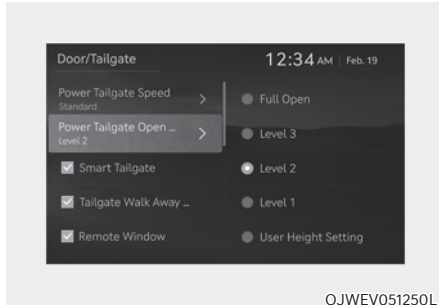 Door/Tailgate
12:34 AM | Feb. 19
Power Tailgate Speed
Standard
Power Tailgate Open ...
Level 2
Smart Tailgate
Tailgate Walk Away ...
Remote Window
Full Open
Level 3
Level 2
Level 1
User Height Setting
OJWEV051250L